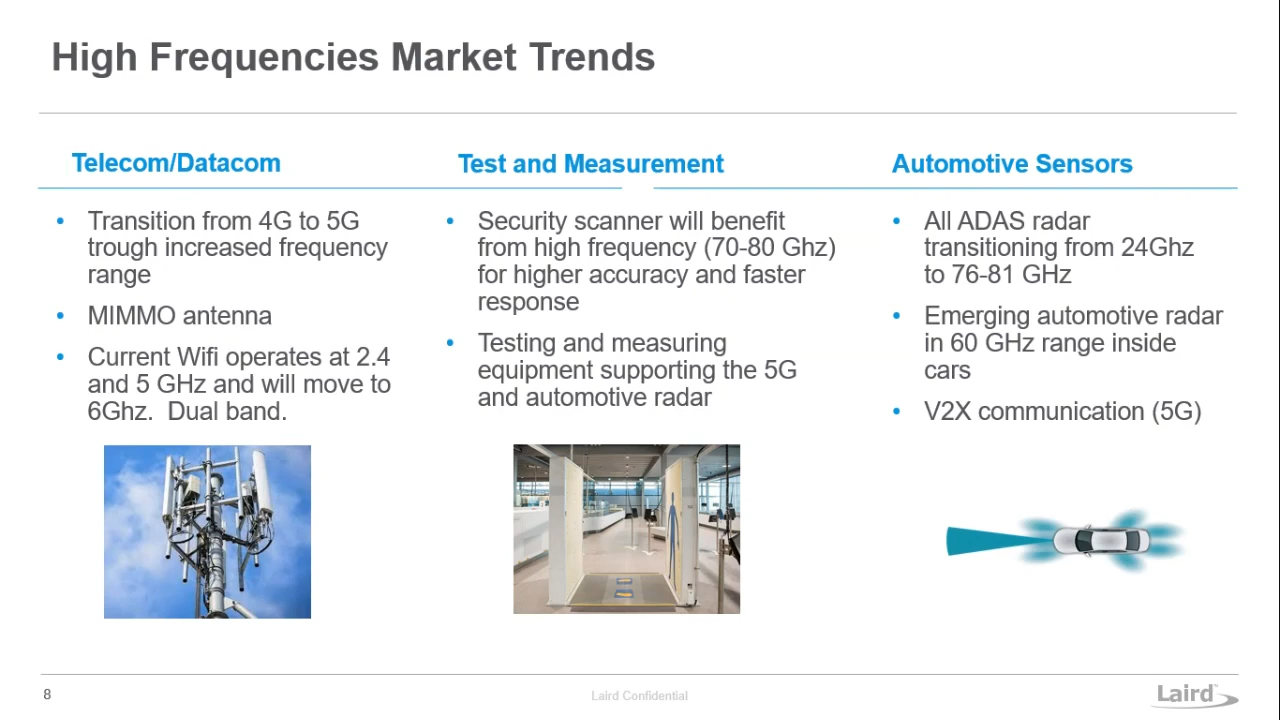 High Frequencies Market Trends
Telecom/Datacom
• Transition from 4G to 5G
trough increased frequency
range
• MIMMO antenna
• Current Wifi operates at 2.4
and 5 GHz and will move to
6Ghz. Dual band.
Test and Measurement
• Security scanner will benefit
from high frequency (70-80 Ghz)
for higher accuracy and faster
response
• Testing and measuring
equipment supporting the 5G
and automotive radar
Automotive Sensors
• All ADAS radar
transitioning from 24Ghz
to 76-81 GHz
• Emerging automotive radar
in 60 GHz range inside
cars
• V2X communication (5G)
8
Laird Confidential
Laird™